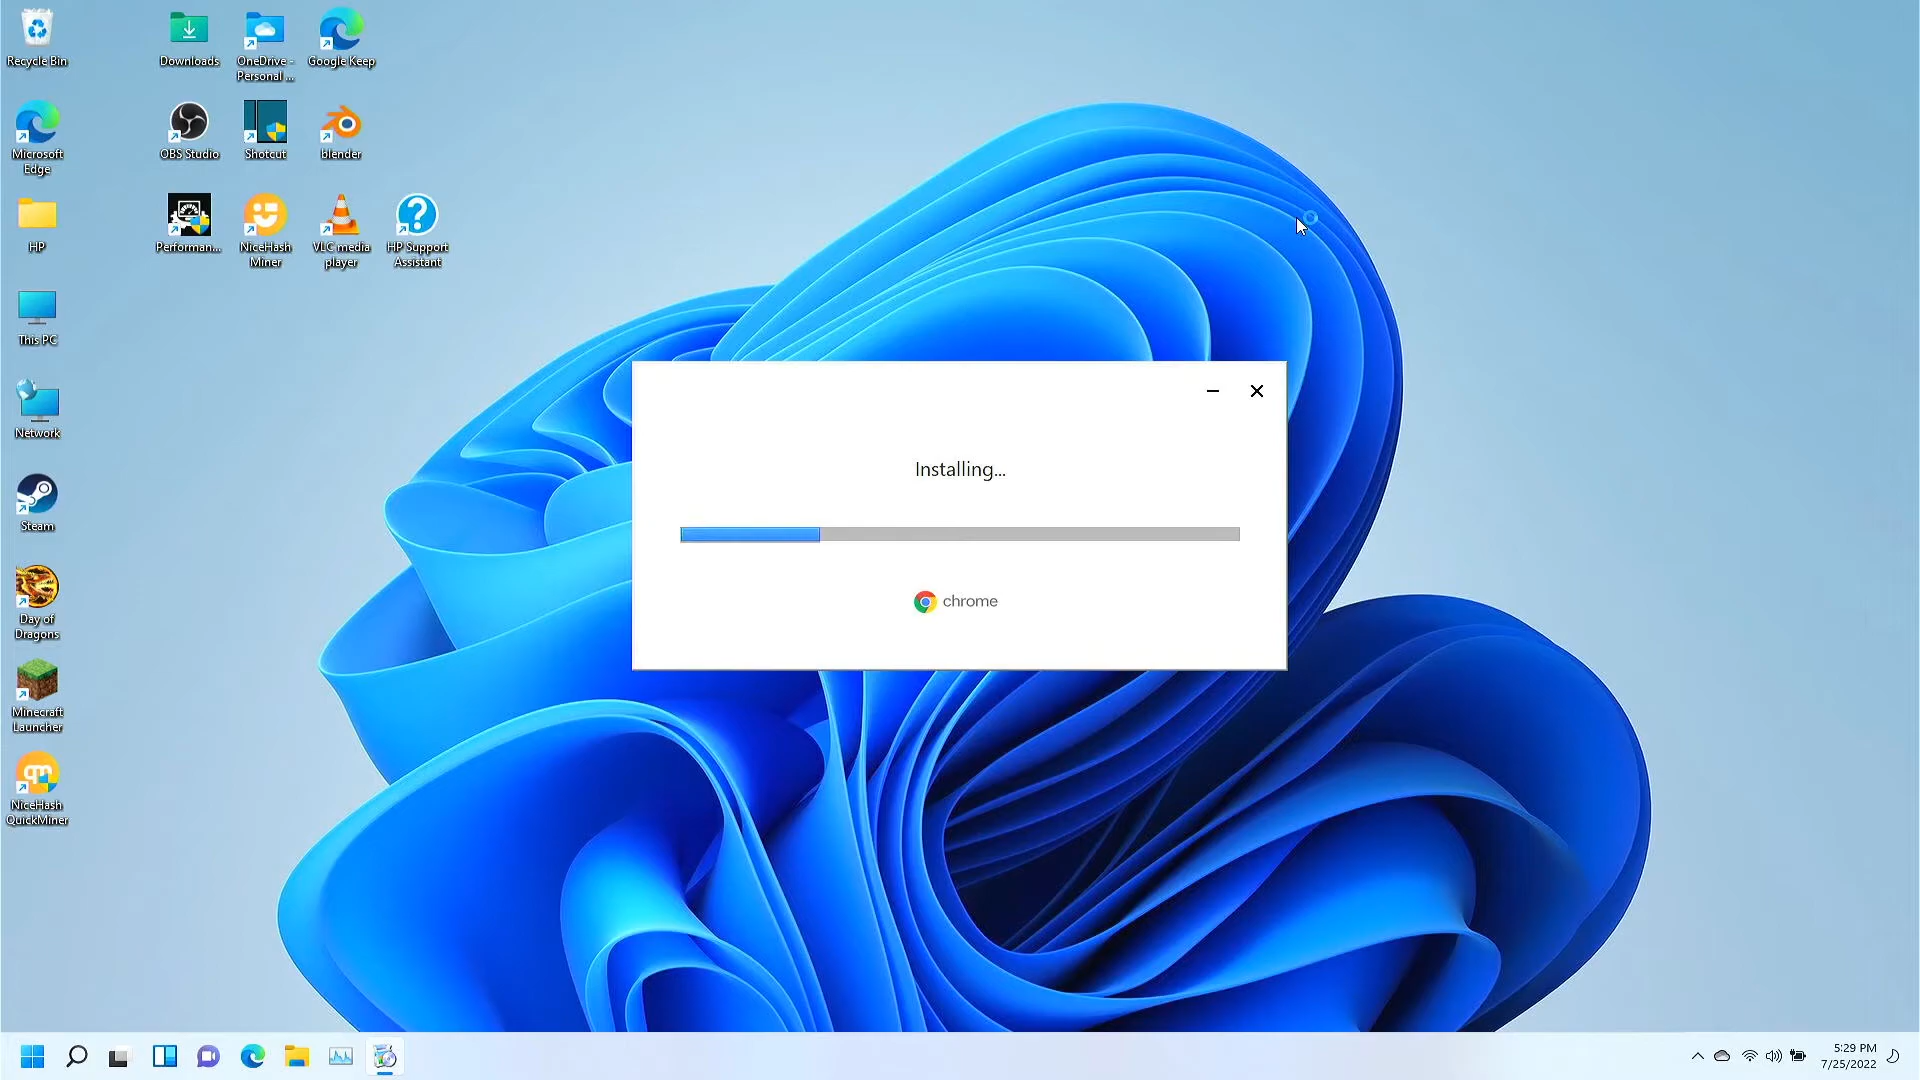 Recycle Bin
Downloads
OneDrive -
Personal ...
Google Keep
Microsoft
Edge
OBS Studio
Shotcut
blender
HP
Performan...
NiceHash
Miner
VLC media
player
HP Support
Assistant
This PC
Network
Steam
Day of
Dragons
Minecraft
Launcher
NiceHash
QuickMiner
Installing...
chrome
5:29 PM
7/25/2022